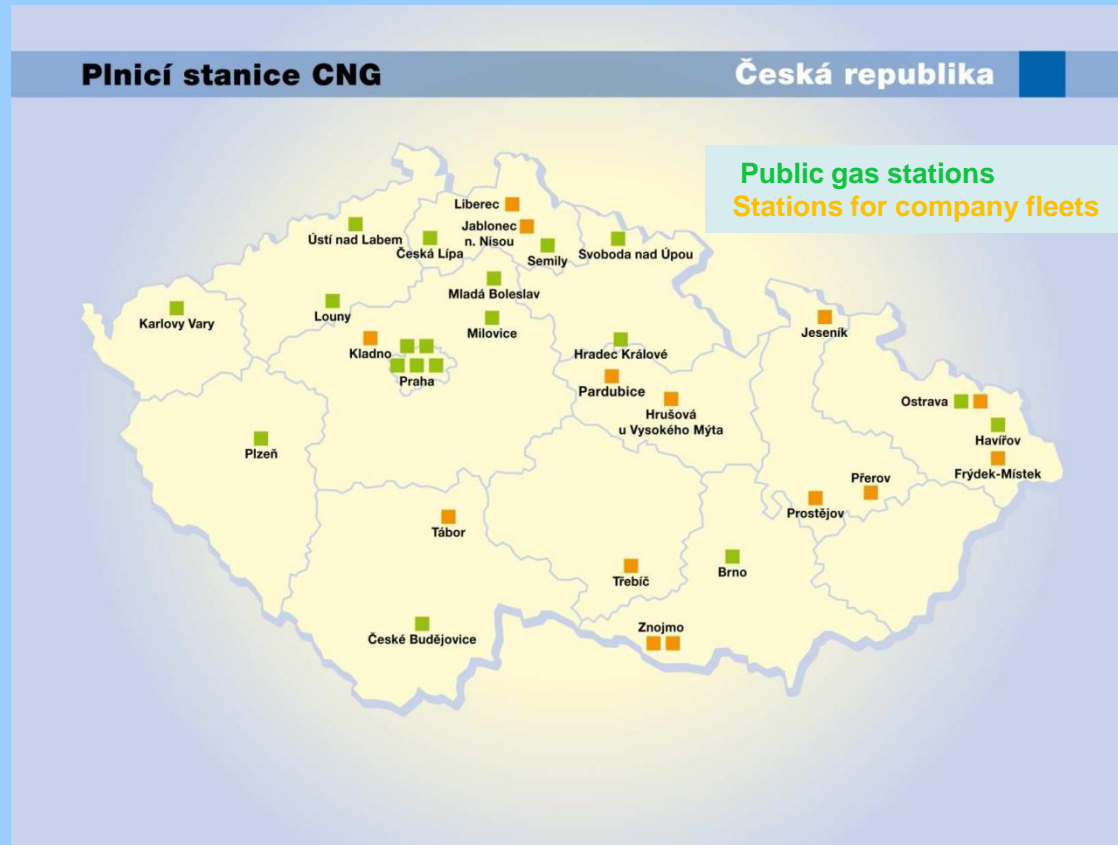 Plnicí stanice CNG
Česká republika
Public gas stations
Stations for company fleets
Liberec
Jablonec
n. Nisou
Ústí nad Labem
Česká Lípa
Semily
Svoboda nad Úpou
Mladá Boleslav
Karlovy Vary
Louny
Milovice
Jeseník
Kladno
Hradec Králové
Praha
Pardubice
Ostrava
Hrušová
u Vysokého Mýta
Havířov
Plzeň
Frýdek-Místek
Přerov
Prostějov
Tábor
Třebíč
Brno
Znojmo
České Budějovice